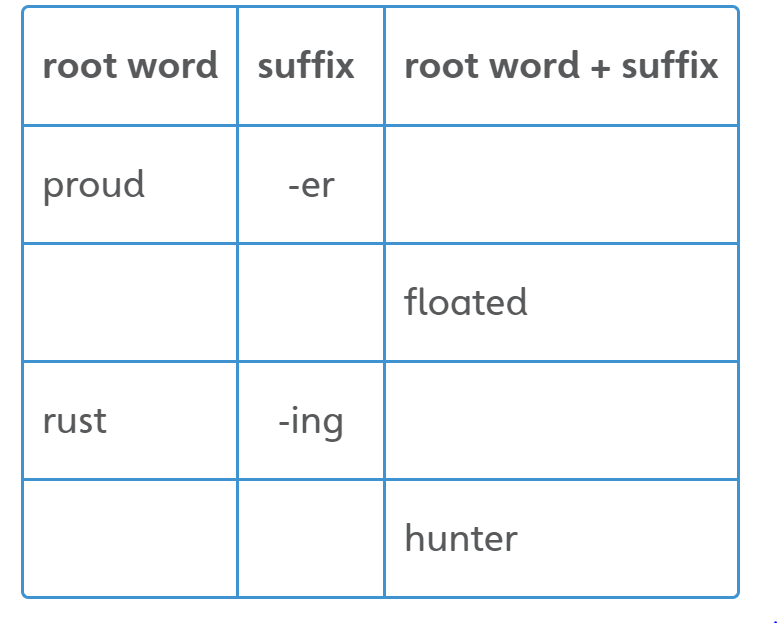 root word suffix root word + suffix
proud -er
floated
rust -ing
hunter